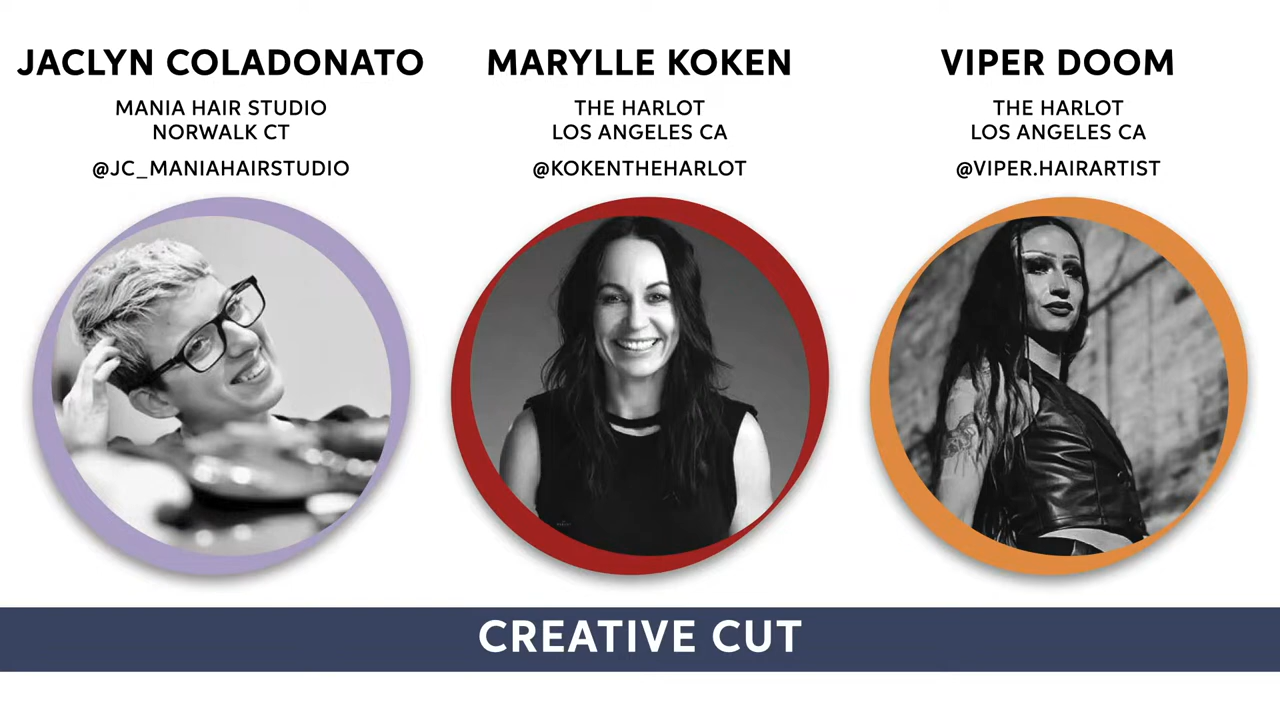 JACLYN COLADONATO
MANIA HAIR STUDIO
NORWALK CT
@JC_MANIAHAIRSTUDIO
MARYLLE KOKEN
THE HARLOT
LOS ANGELES CA
@KOKENTHEHARLOT
VIPER DOOM
THE HARLOT
LOS ANGELES CA
@VIPER.HAIRARTIST
CREATIVE CUT